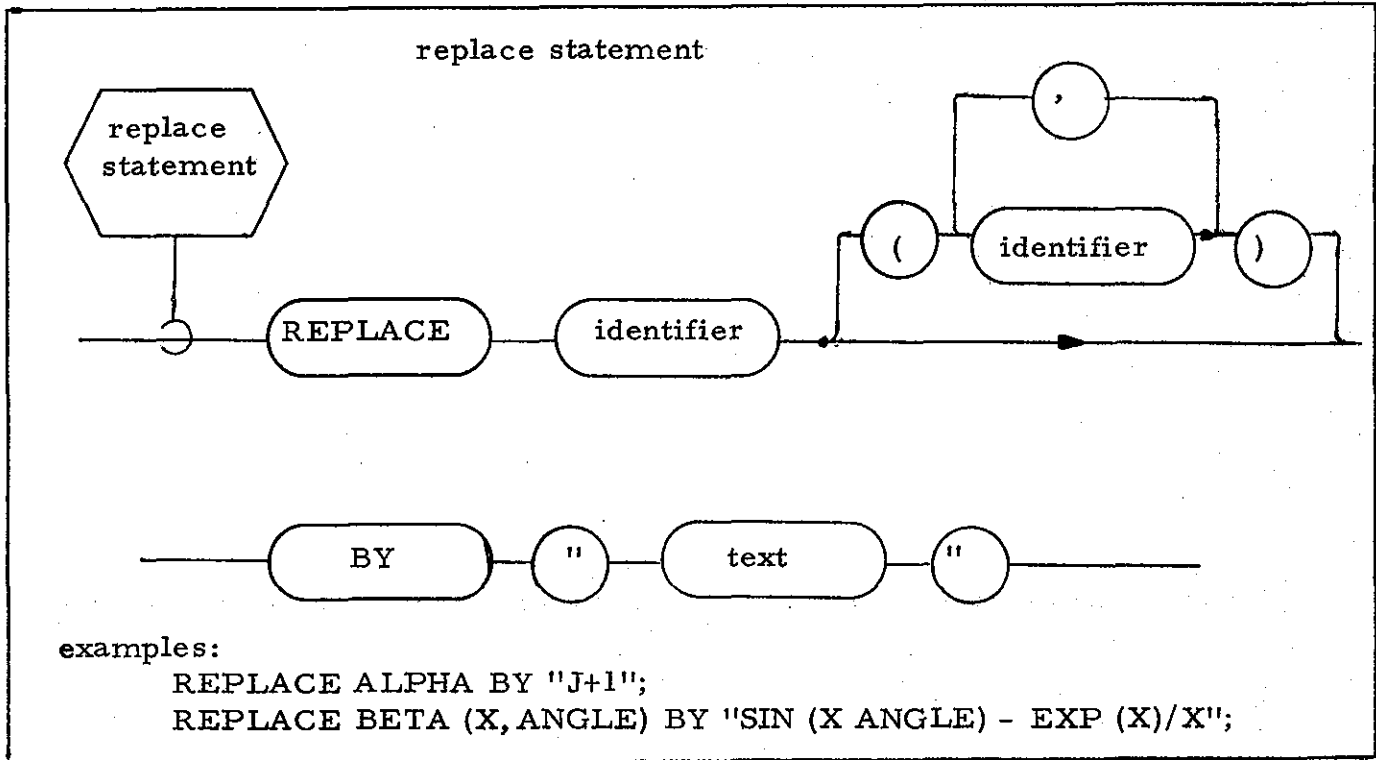 replace statement
replace
statement
,
( identifier )
REPLACE identifier
BY " text "
examples:
REPLACE ALPHA BY "J+1";
REPLACE BETA (X, ANGLE) BY "SIN (X ANGLE) - EXP (X)/X";